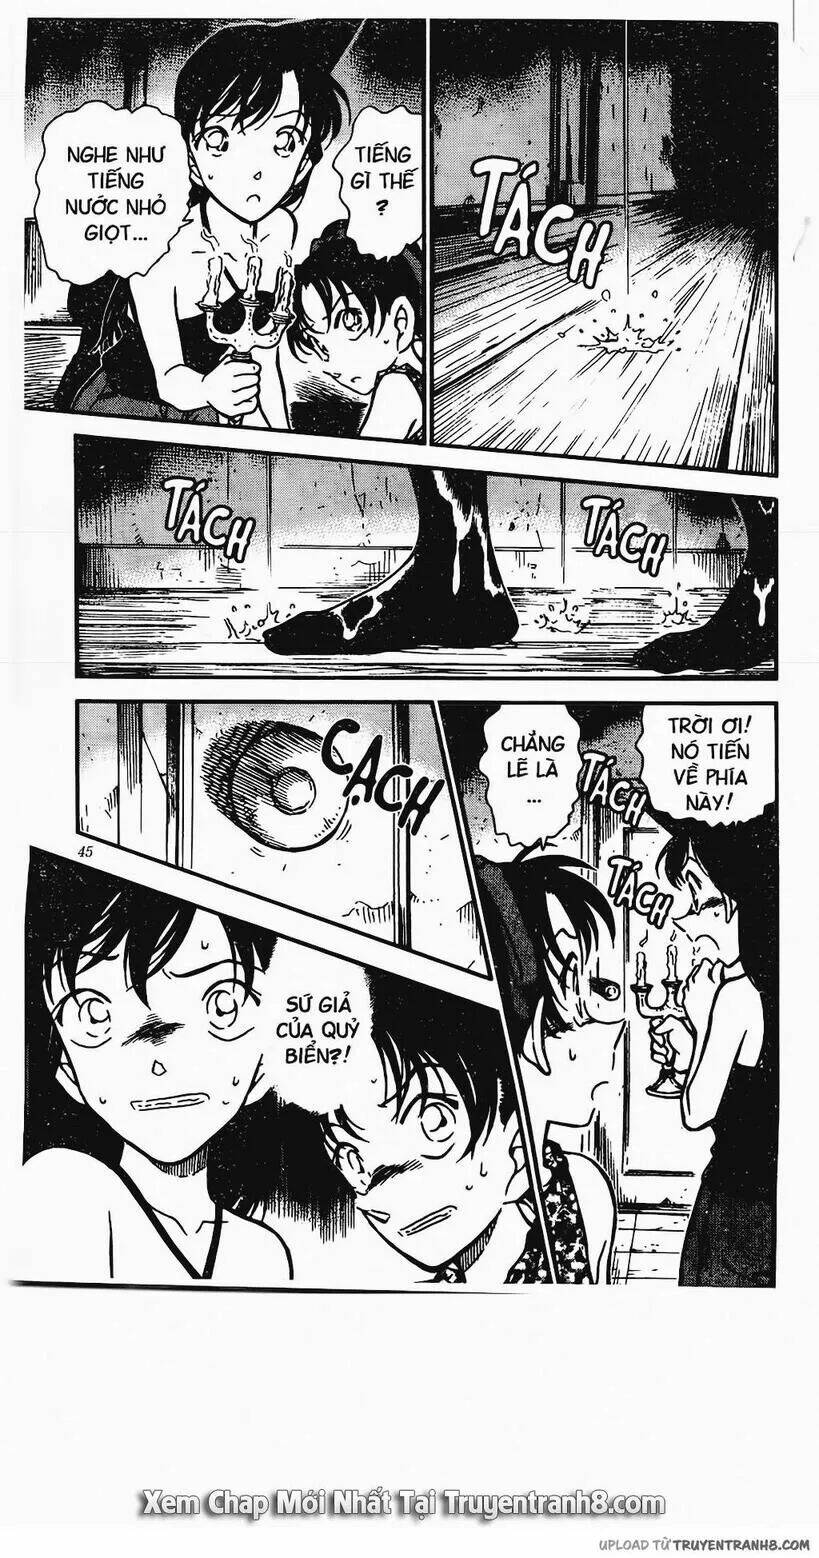 TIẾNG
GÌ THẾ
?
NGHE NHƯ
TIẾNG
NƯỚC NHỎ
GIỌT...
TÁCH
TÁCH
TÁCH
TRỜI ƠI!
NÓ TIẾN
VỀ PHÍA
NÀY!
CHẲNG
LẼ LÀ
...
TÁCH
TÁCH
CẠCH
45
SỨ GIẢ
CỦA QUỶ
BIỂN?!
Xem Chap Mới Nhất Tại Truyentranh8.com
UPLOAD TỪ TRUYENTRANH8.COM